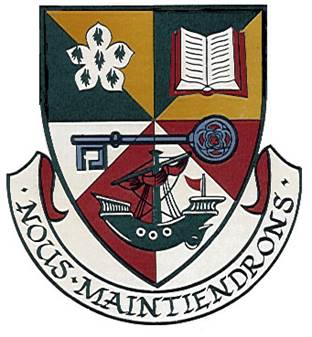 · NOUS · MAINTIENDRONS ·